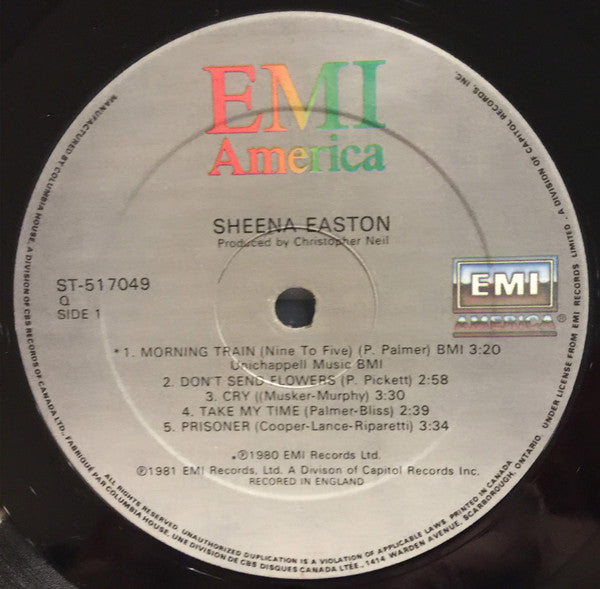 EMI
America
SHEENA EASTON
Produced by Christopher Neil
ST-517049
SIDE 1
EMI
AMERICA®
*1. MORNING TRAIN (Nine To Five) (P. Palmer) BMI 3:20
Unichappell Music BMI
2. DON'T SEND FLOWERS (P. Pickett) 2:58
3. CRY ((Musker-Murphy) 3:30
4. TAKE MY TIME (Palmer-Bliss) 2:39
5. PRISONER (Cooper-Lance-Riparetti) 3:34
*℗1980 EMI Records Ltd.
℗1981 EMI Records, Ltd. A Divison of Capitol Records Inc.
RECORED IN ENGLAND
MANUFACTURED BY COLUMBIA HOUSE, A DIVISION OF CBS RECORDS OF CANADA LTD., FABRIQUÉ PAR COLUMBIA HOUSE, UNE DIVISION DE CBS DISQUES CANADA LTÉE., 1414 WARDEN AVENUE, SCARBOROUGH, ONTARIO. UNDER LICENSE FROM EMI RECORDS LIMITED - A DIVISION OF CAPITOL RECORDS, INC.
ALL RIGHTS RESERVED. UNAUTHORIZED DUPLICATION IS A VIOLATION OF APPLICABLE LAWS. PRINTED IN CANADA